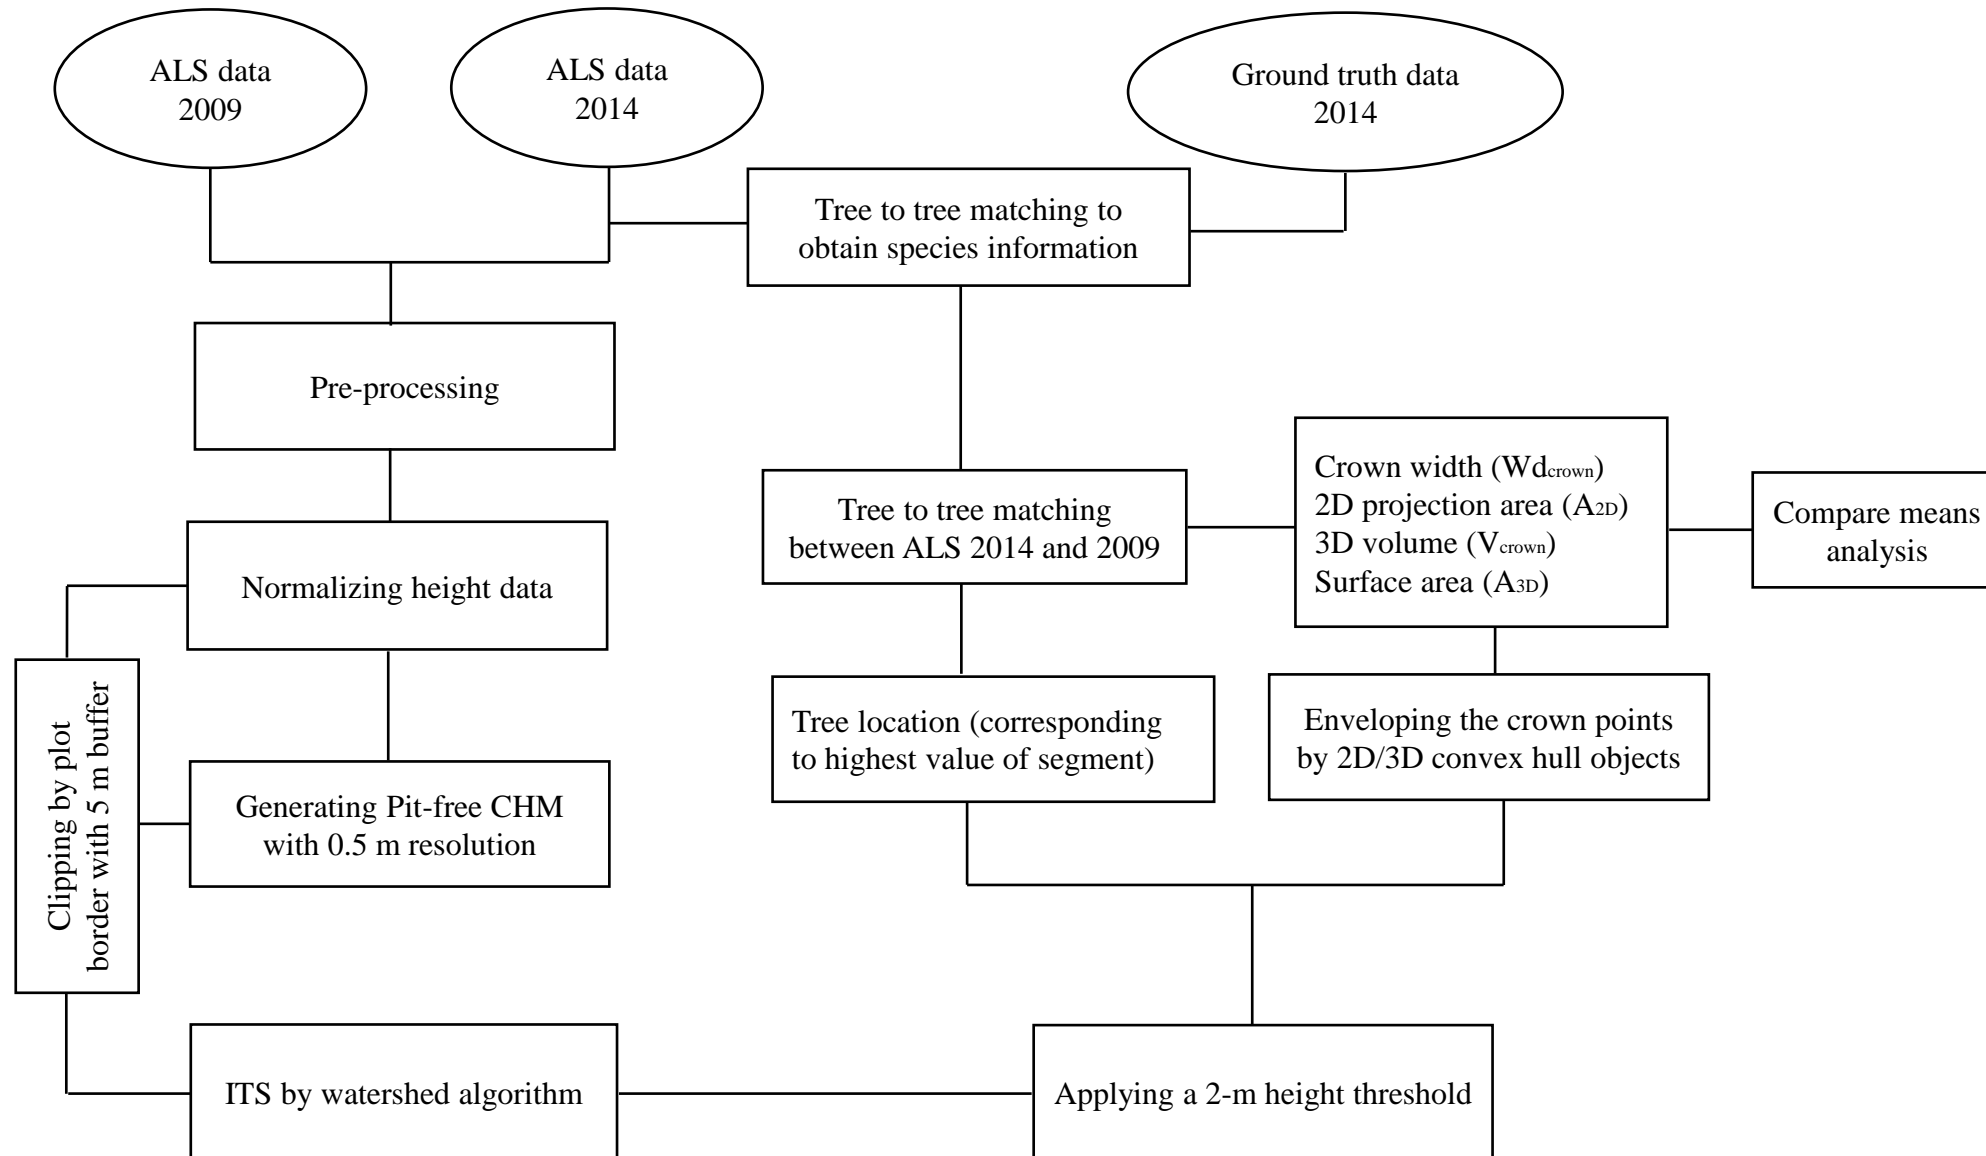 ALS data
2009
ALS data
2014
Ground truth data
2014
Tree to tree matching to
obtain species information
Pre-processing
Crown width (Wdcrown)
2D projection area (A2D)
3D volume (Vcrown)
Surface area (A3D)
Tree to tree matching
between ALS 2014 and 2009
Compare means
analysis
Normalizing height data
Clipping by plot
border with 5 m buffer
Tree location (corresponding
to highest value of segment)
Enveloping the crown points
by 2D/3D convex hull objects
Generating Pit-free CHM
with 0.5 m resolution
ITS by watershed algorithm
Applying a 2-m height threshold